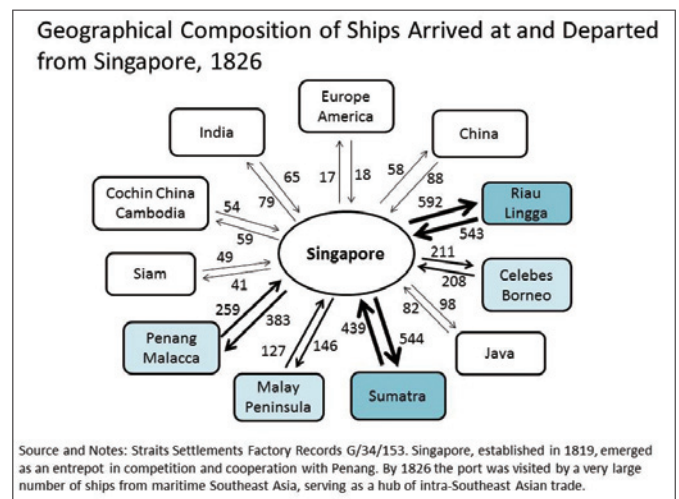 Geographical Composition of Ships Arrived at and Departed
from Singapore, 1826
Europe
America
India
China
65
17
18
58
88
79
Cochin China
Cambodia
54
59
592
Riau
Lingga
543
Singapore
211
Siam
49
41
208
Celebes
Borneo
259
383
82
98
Penang
Malacca
127
146
439
544
Java
Malay
Peninsula
Sumatra
Source and Notes: Straits Settlements Factory Records G/34/153. Singapore, established in 1819, emerged
as an entrepot in competition and cooperation with Penang. By 1826 the port was visited by a very large
number of ships from maritime Southeast Asia, serving as a hub of intra-Southeast Asian trade.